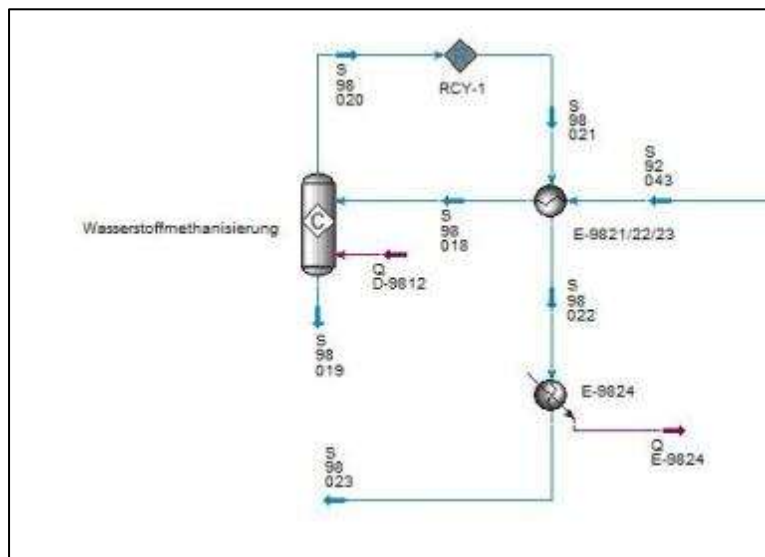 S
98
020
RCY-1
S
98
021
S
92
043
Wasserstoffmethanisierung
C
S
98
018
E-9821/22/23
Q
D-9812
S
98
022
S
98
019
E-9824
Q
E-9824
S
98
023